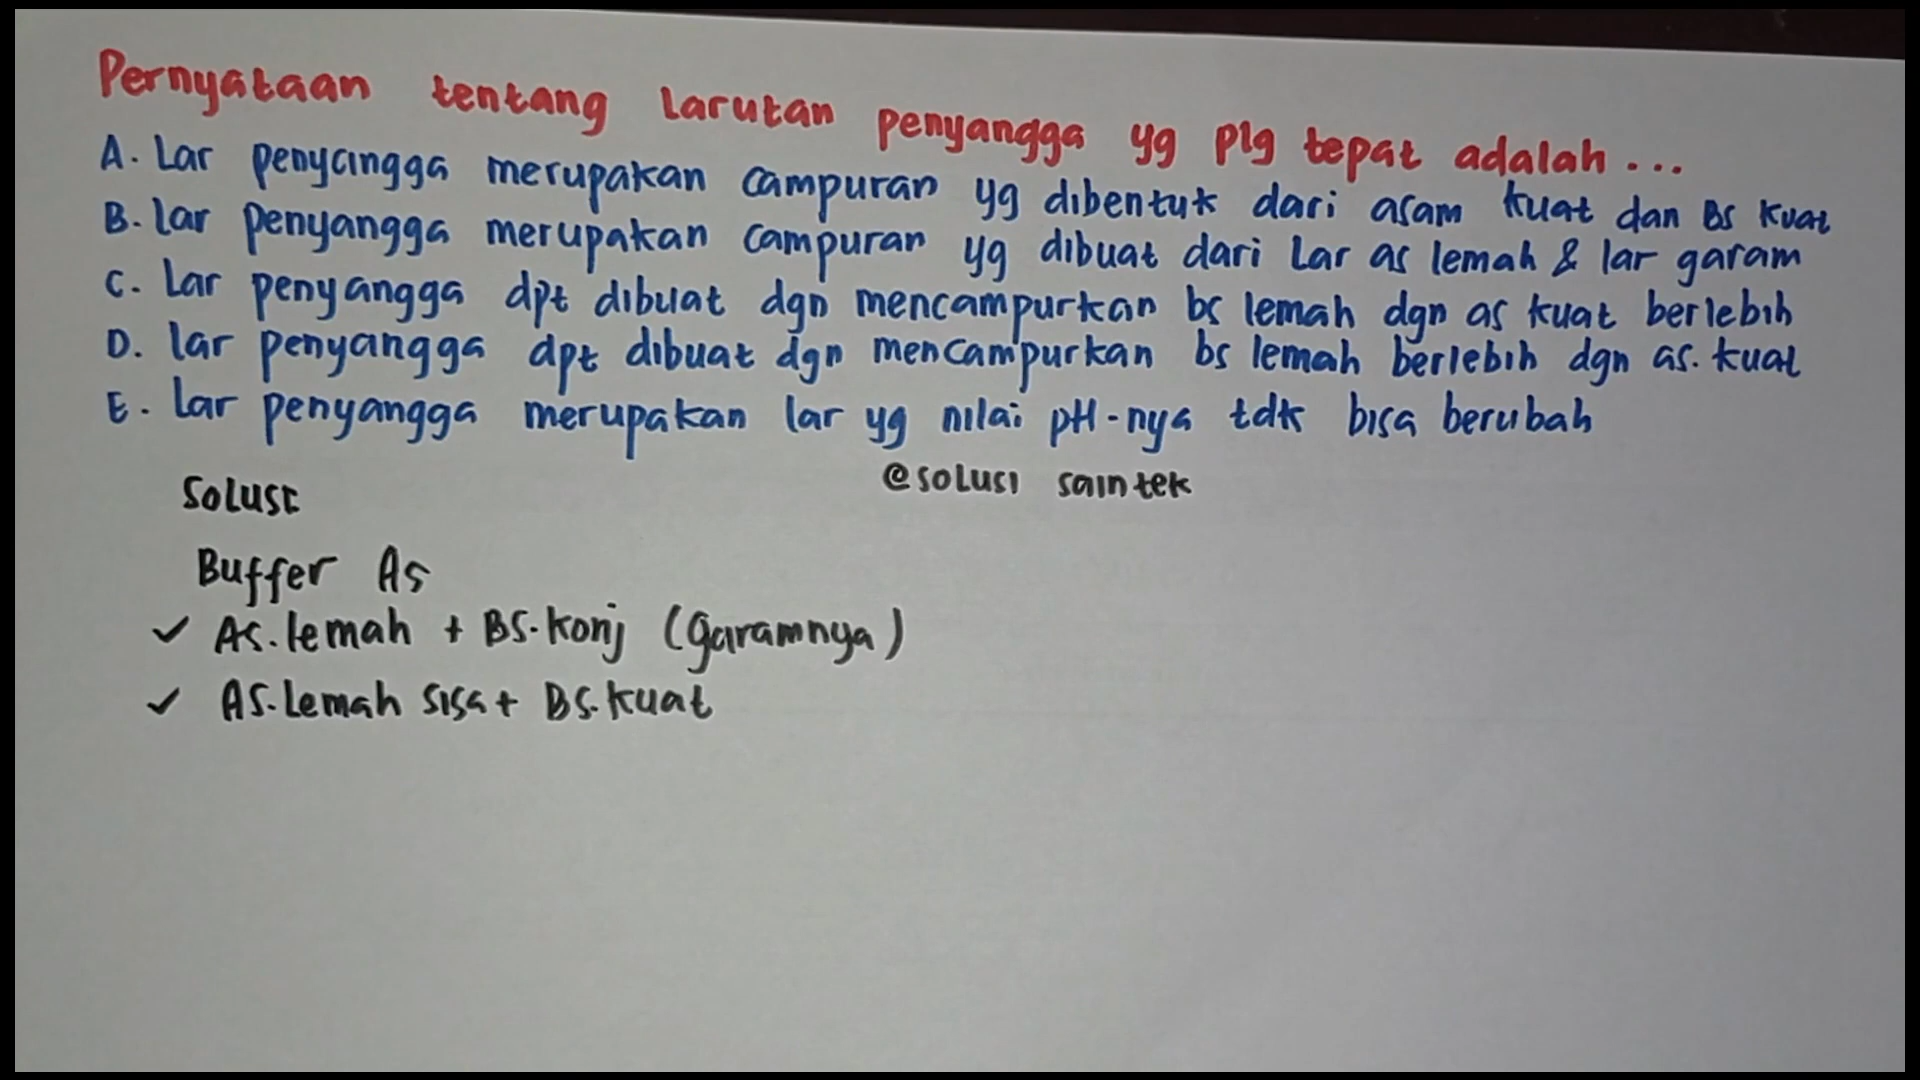 Pernyataan tentang Larutan penyangga yg plg tepat adalah...
A. Lar penyangga merupakan campuran yg dibentuk dari asam kuat dan Bs Kuat
B. lar penyangga merupakan campuran yg dibuat dari Lar as lemah & lar garam
C. Lar penyangga dpt dibuat dgn mencampurkan bs lemah dgn as kuat berlebih
D. lar penyangga dpt dibuat dgn mencampurkan bs lemah berlebih dgn as. kuat
E. lar penyangga merupakan lar yg nilai pH-nya tdk bisa berubah
@solusi saintek
Solusi
Buffer As
✓ As.lemah + BS.konj (garamnya)
✓ AS.Lemah sisa + BS.kuat